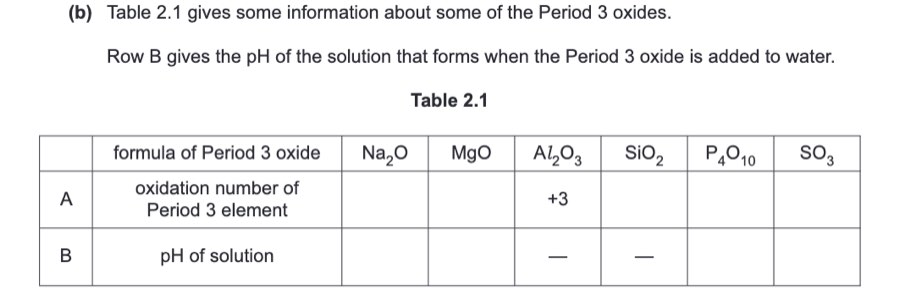 (b) Table 2.1 gives some information about some of the Period 3 oxides.
Row B gives the pH of the solution that forms when the Period 3 oxide is added to water.
Table 2.1
formula of Period 3 oxide Na₂O MgO Al₂O₃ SiO₂ P₄O₁₀ SO₃
A oxidation number of
Period 3 element +3
B pH of solution — —